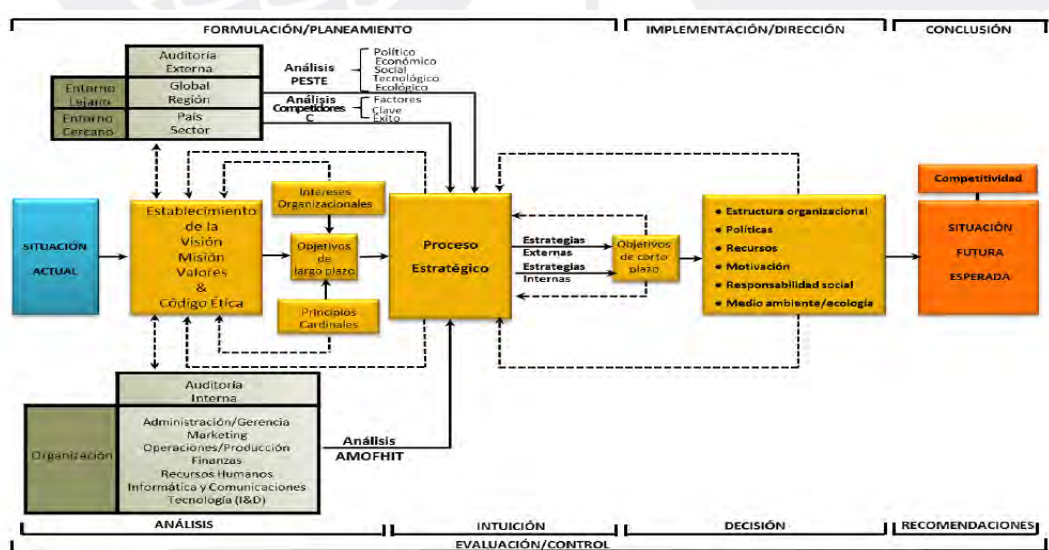 FORMULACIÓN/PLANEAMIENTO
IMPLEMENTACIÓN/DIRECCIÓN
CONCLUSIÓN
Auditoría
Externa
Entorno
Lejano
Global
Región
Entorno
Cercano
País
Sector
Análisis
PESTE
Político
Económico
Social
Tecnológico
Ecológico
Análisis
Competidores
C
Factores
Clave
Éxito
SITUACIÓN
ACTUAL
Establecimiento
de la
Visión
Misión
Valores
&
Código Ética
Intereses
Organizacionales
Objetivos
de
largo plazo
Principios
Cardinales
Proceso
Estratégico
Estrategias
Externas
Estrategias
Internas
Objetivos
de corto
plazo
• Estructura organizacional
• Políticas
• Recursos
• Motivación
• Responsabilidad social
• Medio ambiente/ecología
Competitividad
SITUACIÓN
FUTURA
ESPERADA
Auditoría
Interna
Organización
Administración/Gerencia
Marketing
Operaciones/Producción
Finanzas
Recursos Humanos
Informática y Comunicaciones
Tecnología (I&D)
Análisis
AMOFHIT
ANÁLISIS
INTUICIÓN
DECISIÓN
RECOMENDACIONES
EVALUACIÓN/CONTROL